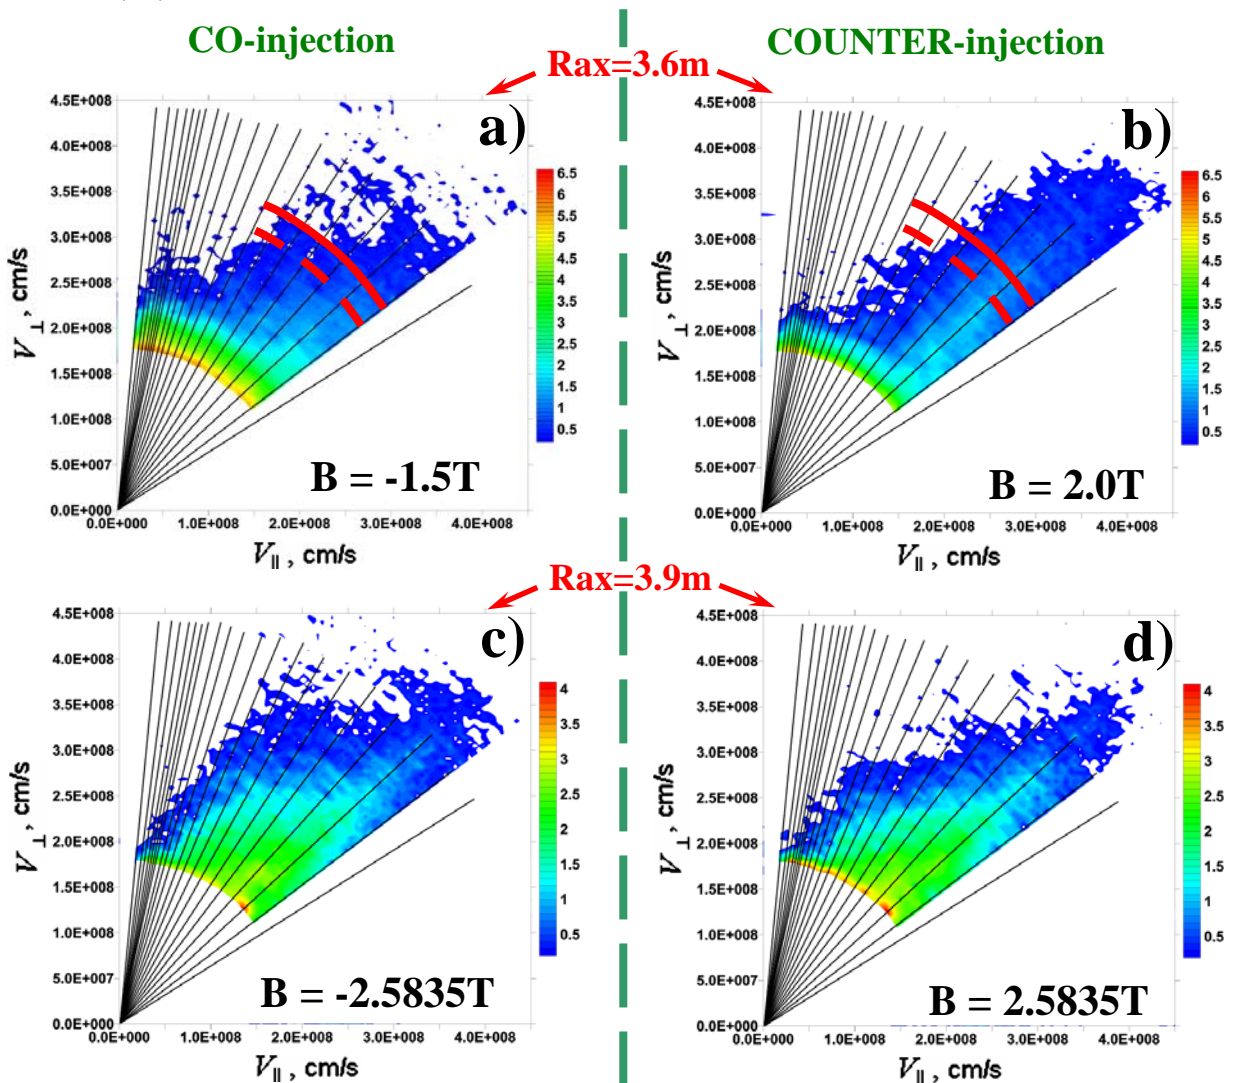 CO-injection
COUNTER-injection
Rax=3.6m
a)
4.5E+008
4.0E+008
3.5E+008
3.0E+008
2.5E+008
2.0E+008
1.5E+008
1.0E+008
5.0E+007
0.0E+000
V⊥, cm/s
6.5
6
5.5
5
4.5
4
3.5
3
2.5
2
1.5
1
0.5
B = -1.5T
0.0E+000 1.0E+008 2.0E+008 3.0E+008 4.0E+008
V||, cm/s
b)
4.5E+008
4.0E+008
3.5E+008
3.0E+008
2.5E+008
2.0E+008
1.5E+008
1.0E+008
5.0E+007
0.0E+000
V⊥, cm/s
6.5
6
5.5
5
4.5
4
3.5
3
2.5
2
1.5
1
0.5
B = 2.0T
0.0E+000 1.0E+008 2.0E+008 3.0E+008 4.0E+008
V||, cm/s
Rax=3.9m
c)
4.5E+008
4.0E+008
3.5E+008
3.0E+008
2.5E+008
2.0E+008
1.5E+008
1.0E+008
5.0E+007
0.0E+000
V⊥, cm/s
4
3.5
3
2.5
2
1.5
1
0.5
B = -2.5835T
0.0E+000 1.0E+008 2.0E+008 3.0E+008 4.0E+008
V||, cm/s
d)
4.5E+008
4.0E+008
3.5E+008
3.0E+008
2.5E+008
2.0E+008
1.5E+008
1.0E+008
5.0E+007
0.0E+000
V⊥, cm/s
4
3.5
3
2.5
2
1.5
1
0.5
B = 2.5835T
0.0E+000 1.0E+008 2.0E+008 3.0E+008 4.0E+008
V||, cm/s